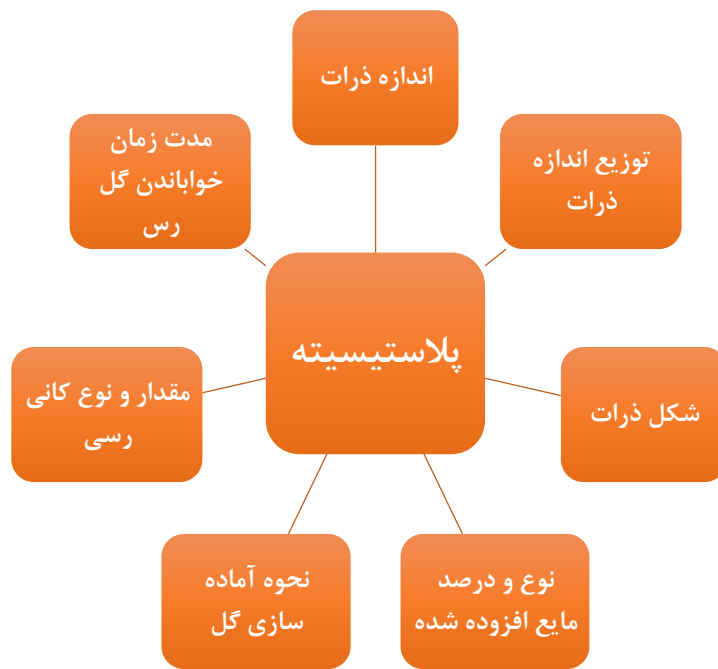 اندازه ذرات
توزیع اندازه
ذرات
شکل ذرات
نوع و درصد
مایع افزوده شده
نحوه آماده
سازی گل
مقدار و نوع کانی
رسی
مدت زمان
خواباندن گل
رس
پلاستیسیته